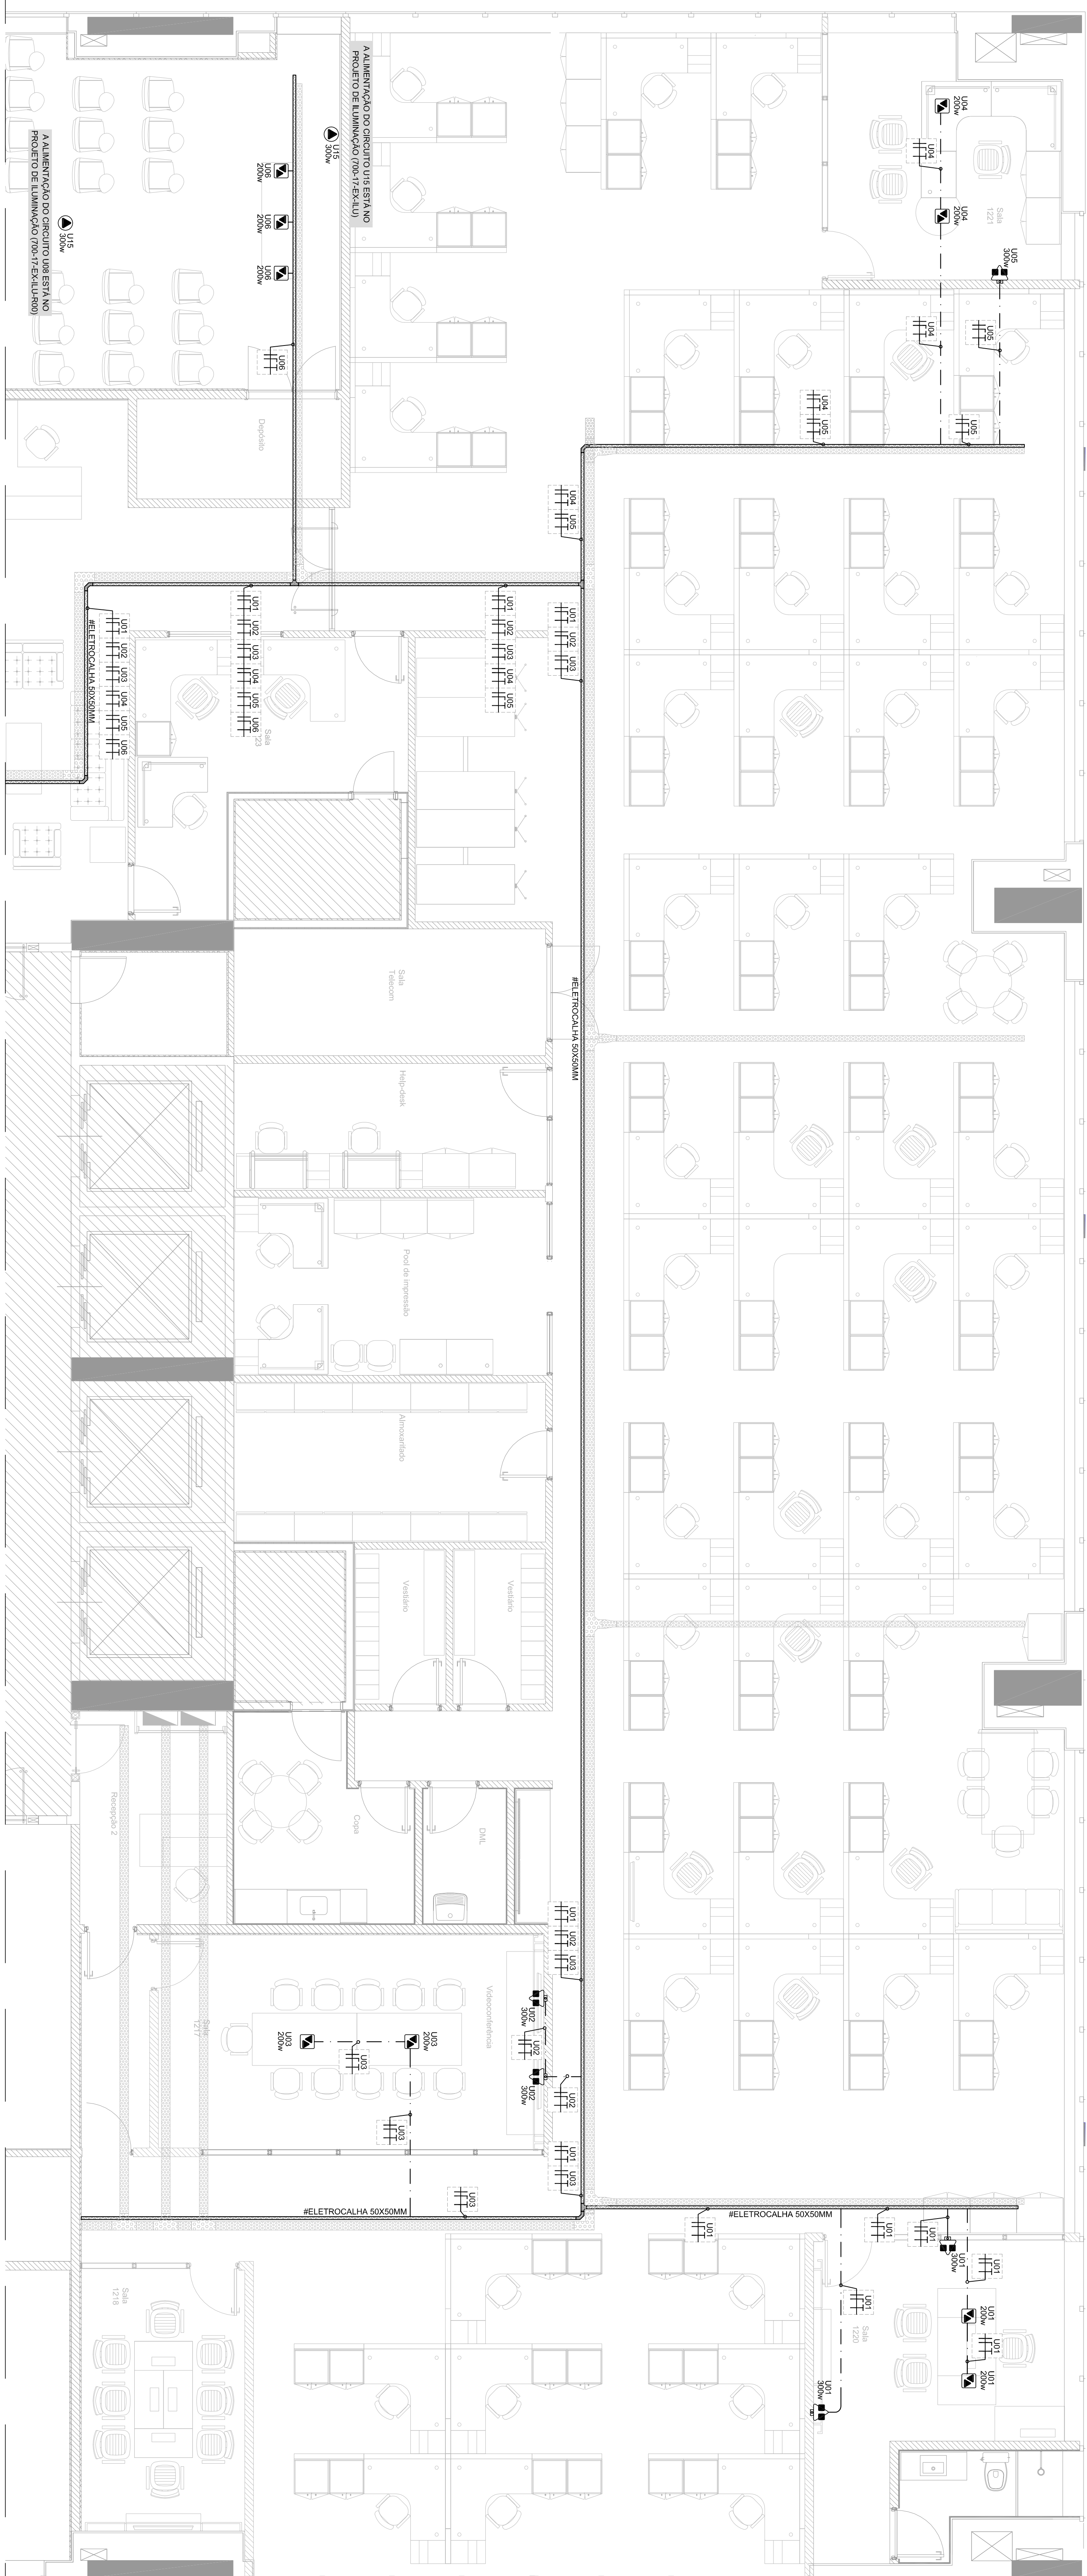 A ALIMENTAÇÃO DO CIRCUITO U15 ESTÁ NO
PROJETO DE ILUMINAÇÃO (700-17-EX-ILU)
U15
300w
A ALIMENTAÇÃO DO CIRCUITO U08 ESTÁ NO
PROJETO DE ILUMINAÇÃO (700-17-EX-ILU-R00)
U15
300w
U06
200w
U06
200w
U06
200w
U06
Depósito
U04
200w
U04
U04
200w
Sala
1221
U05
300w
U04
U05
U04
U05
U05
U04
U05
U01
U02
U03
U01
U02
U03
U04
U05
U01
U02
U03
U04
U05
U06
Sala
223
U01
U02
U03
U04
U05
U06
#ELETROCALHA 50X50MM
#ELETROCALHA 50X50MM
Sala
Telecom
Help-desk
Pool de impressão
Almoxarifado
Vestiário
Vestiário
Copa
DML
Recepção 2
Sala
1217
Videoconferência
U01
U02
U03
U02
300w
U02
U02
300w
U02
U03
200w
U03
U03
200w
U03
U01
U03
U03
#ELETROCALHA 50X50MM
#ELETROCALHA 50X50MM
U01
U01
U01
U01
300w
U01
U01
200w
U01
U01
200w
U01
Sala
1220
U01
300w
Sala
1218